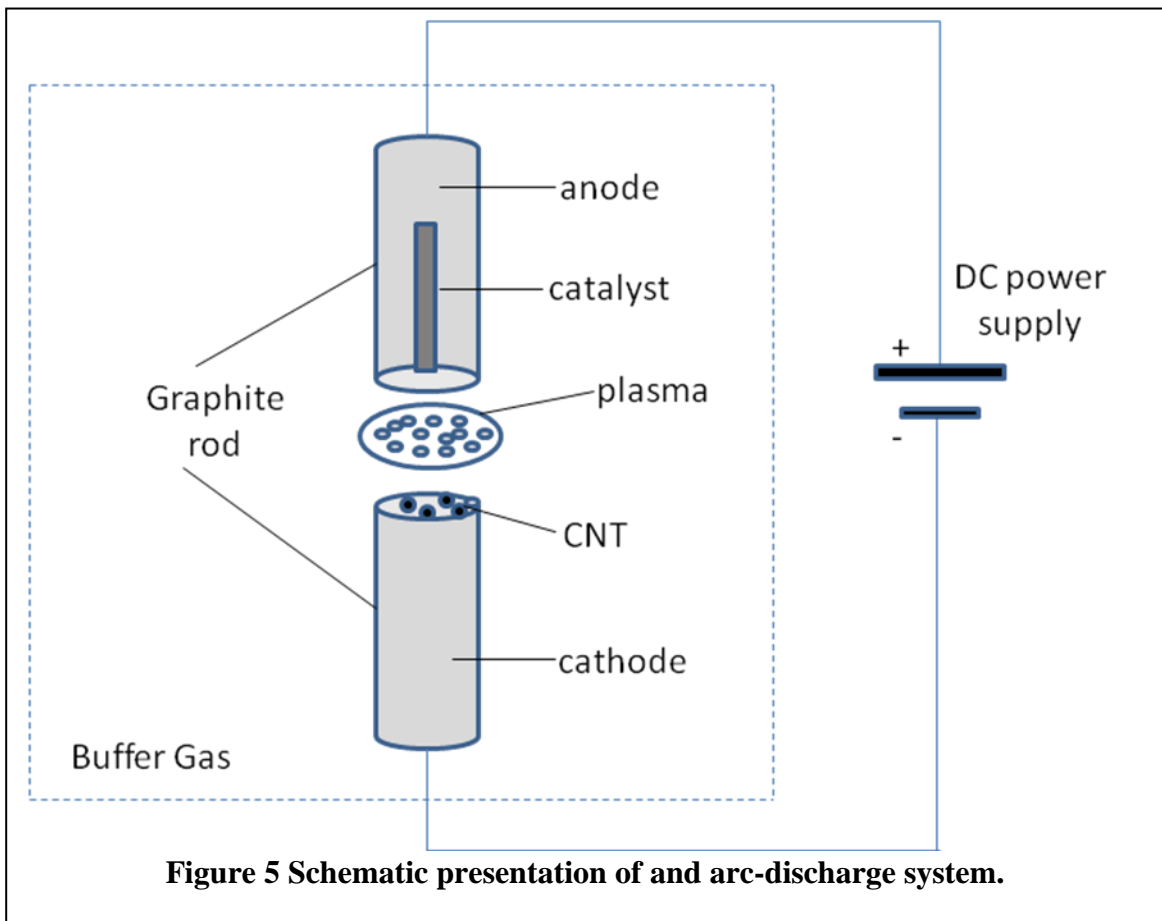 anode
catalyst
DC power
supply
+
-
Graphite
rod
plasma
CNT
cathode
Buffer Gas
Figure 5 Schematic presentation of and arc-discharge system.